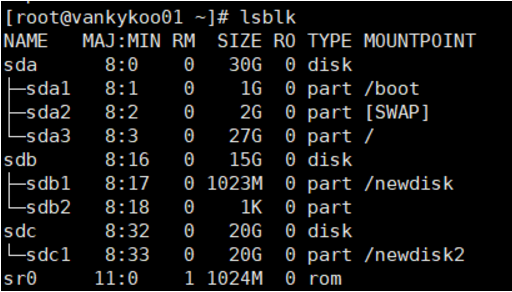 [root@vankykoo01 ~]# lsblk
NAME   MAJ:MIN RM  SIZE RO TYPE MOUNTPOINT
sda      8:0    0   30G  0 disk
├─sda1   8:1    0    1G  0 part /boot
├─sda2   8:2    0    2G  0 part [SWAP]
└─sda3   8:3    0   27G  0 part /
sdb      8:16   0   15G  0 disk
├─sdb1   8:17   0 1023M  0 part /newdisk
└─sdb2   8:18   0    1K  0 part
sdc      8:32   0   20G  0 disk
└─sdc1   8:33   0   20G  0 part /newdisk2
sr0     11:0    1 1024M  0 rom